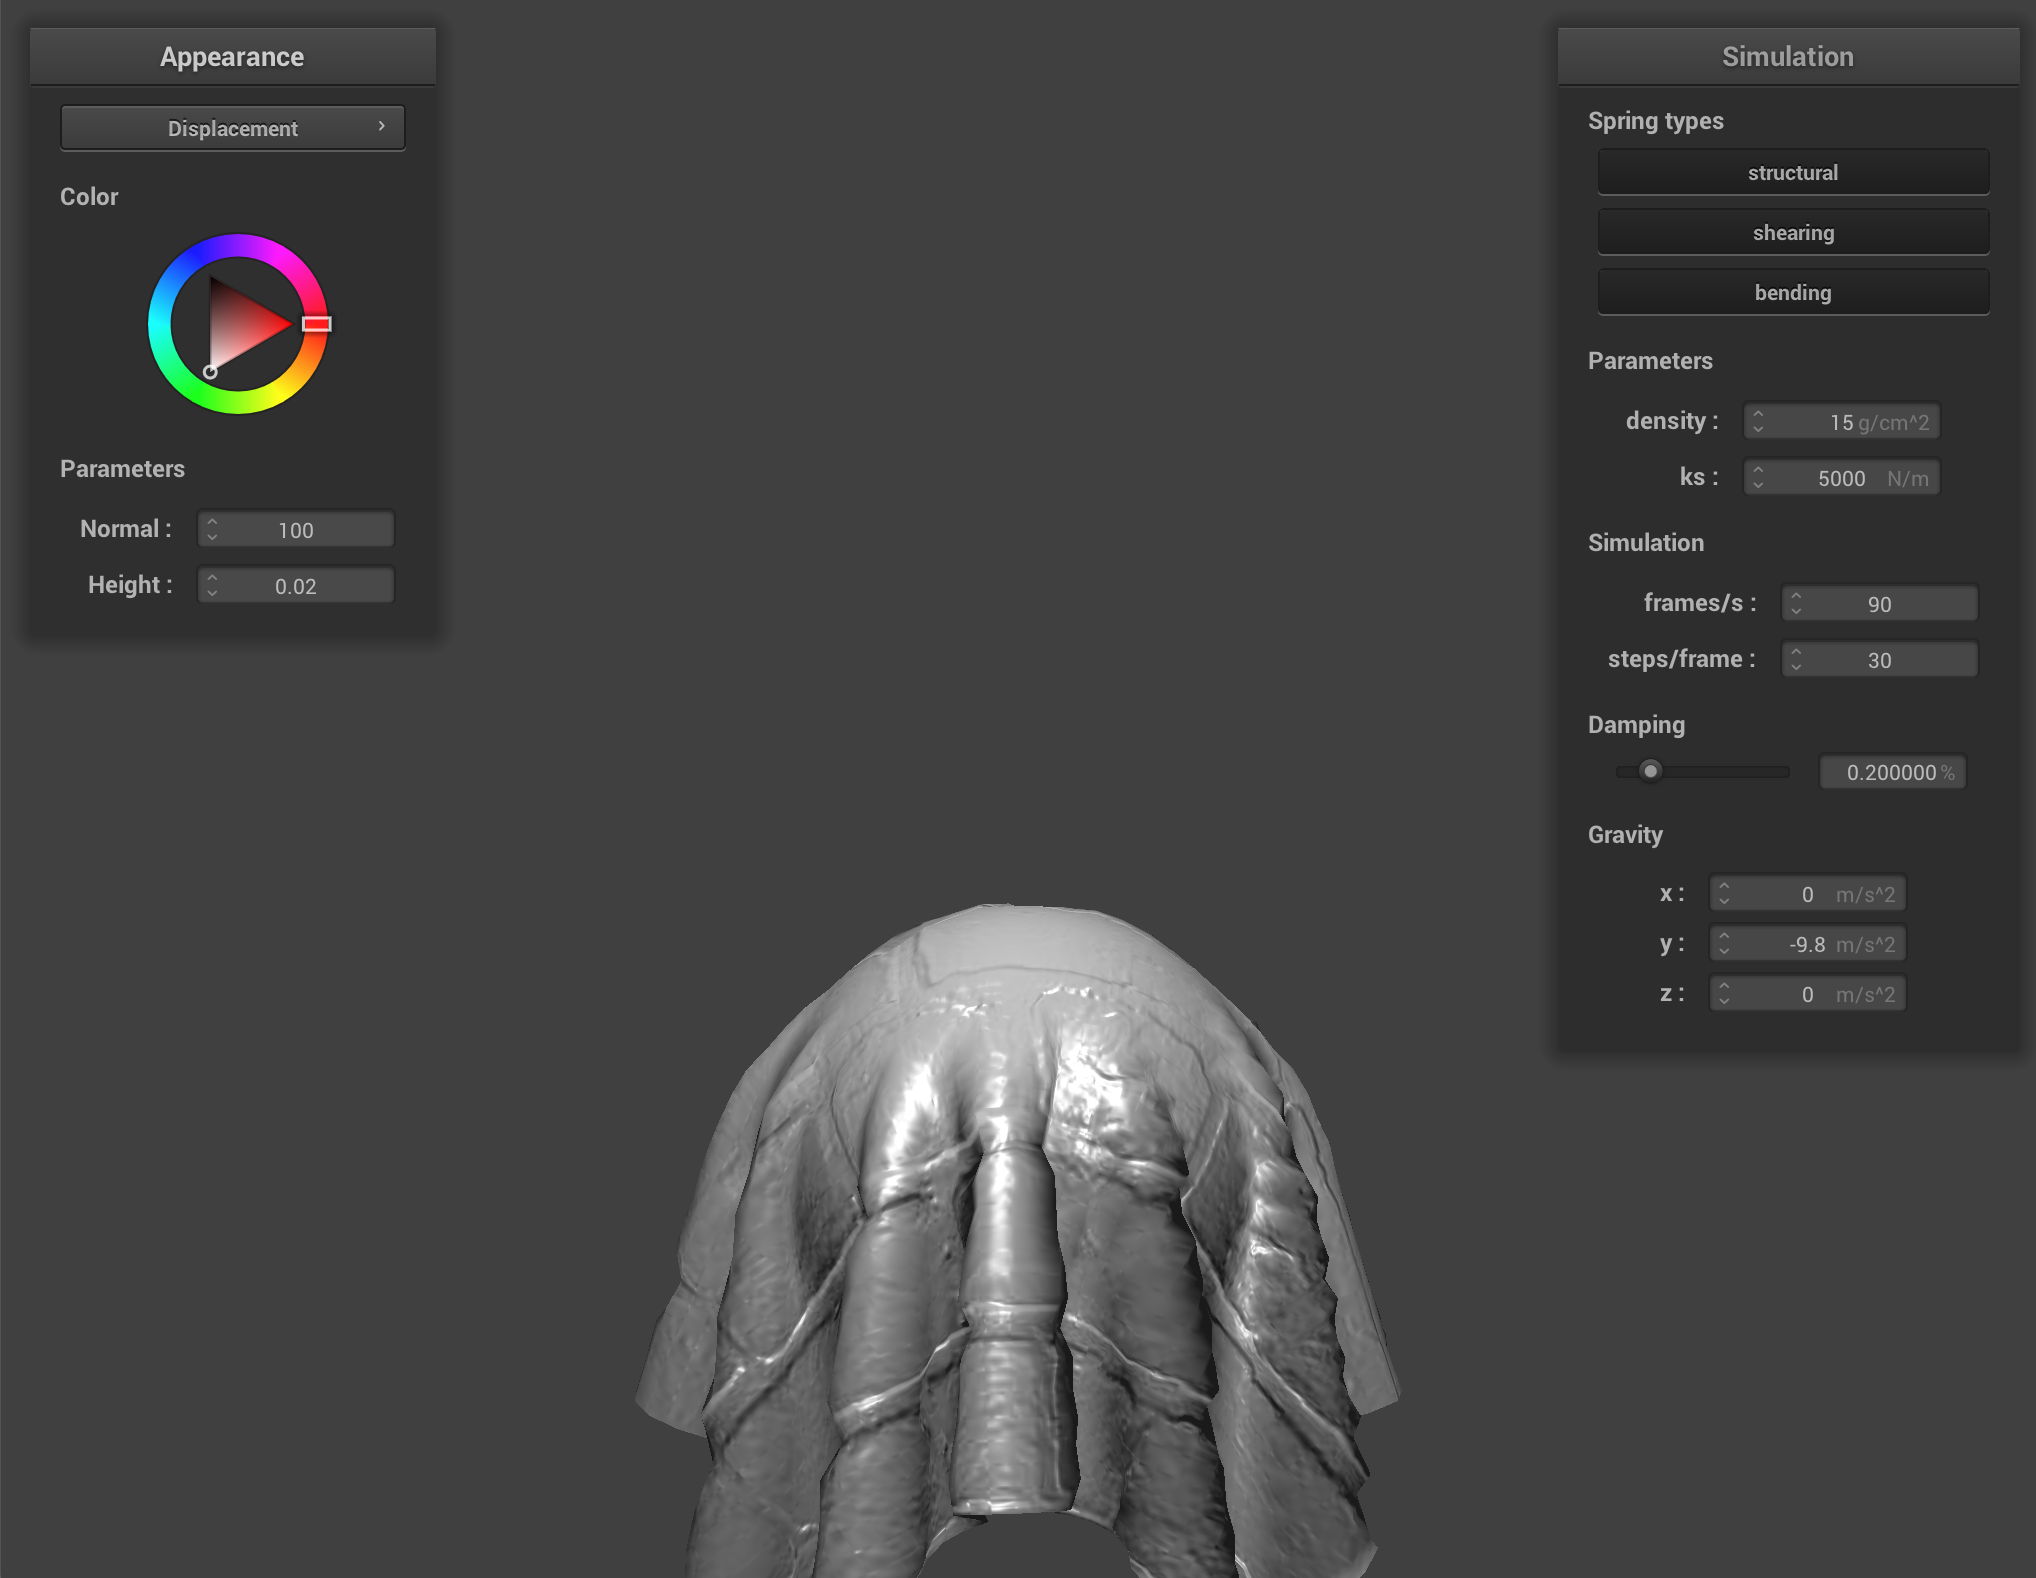 Appearance
Displacement
Color
Parameters
Normal : 100
Height : 0.02
Simulation
Spring types
structural
shearing
bending
Parameters
density : 15 g/cm^2
ks : 5000 N/m
Simulation
frames/s : 90
steps/frame : 30
Damping
0.200000 %
Gravity
x : 0 m/s^2
y : -9.8 m/s^2
z : 0 m/s^2